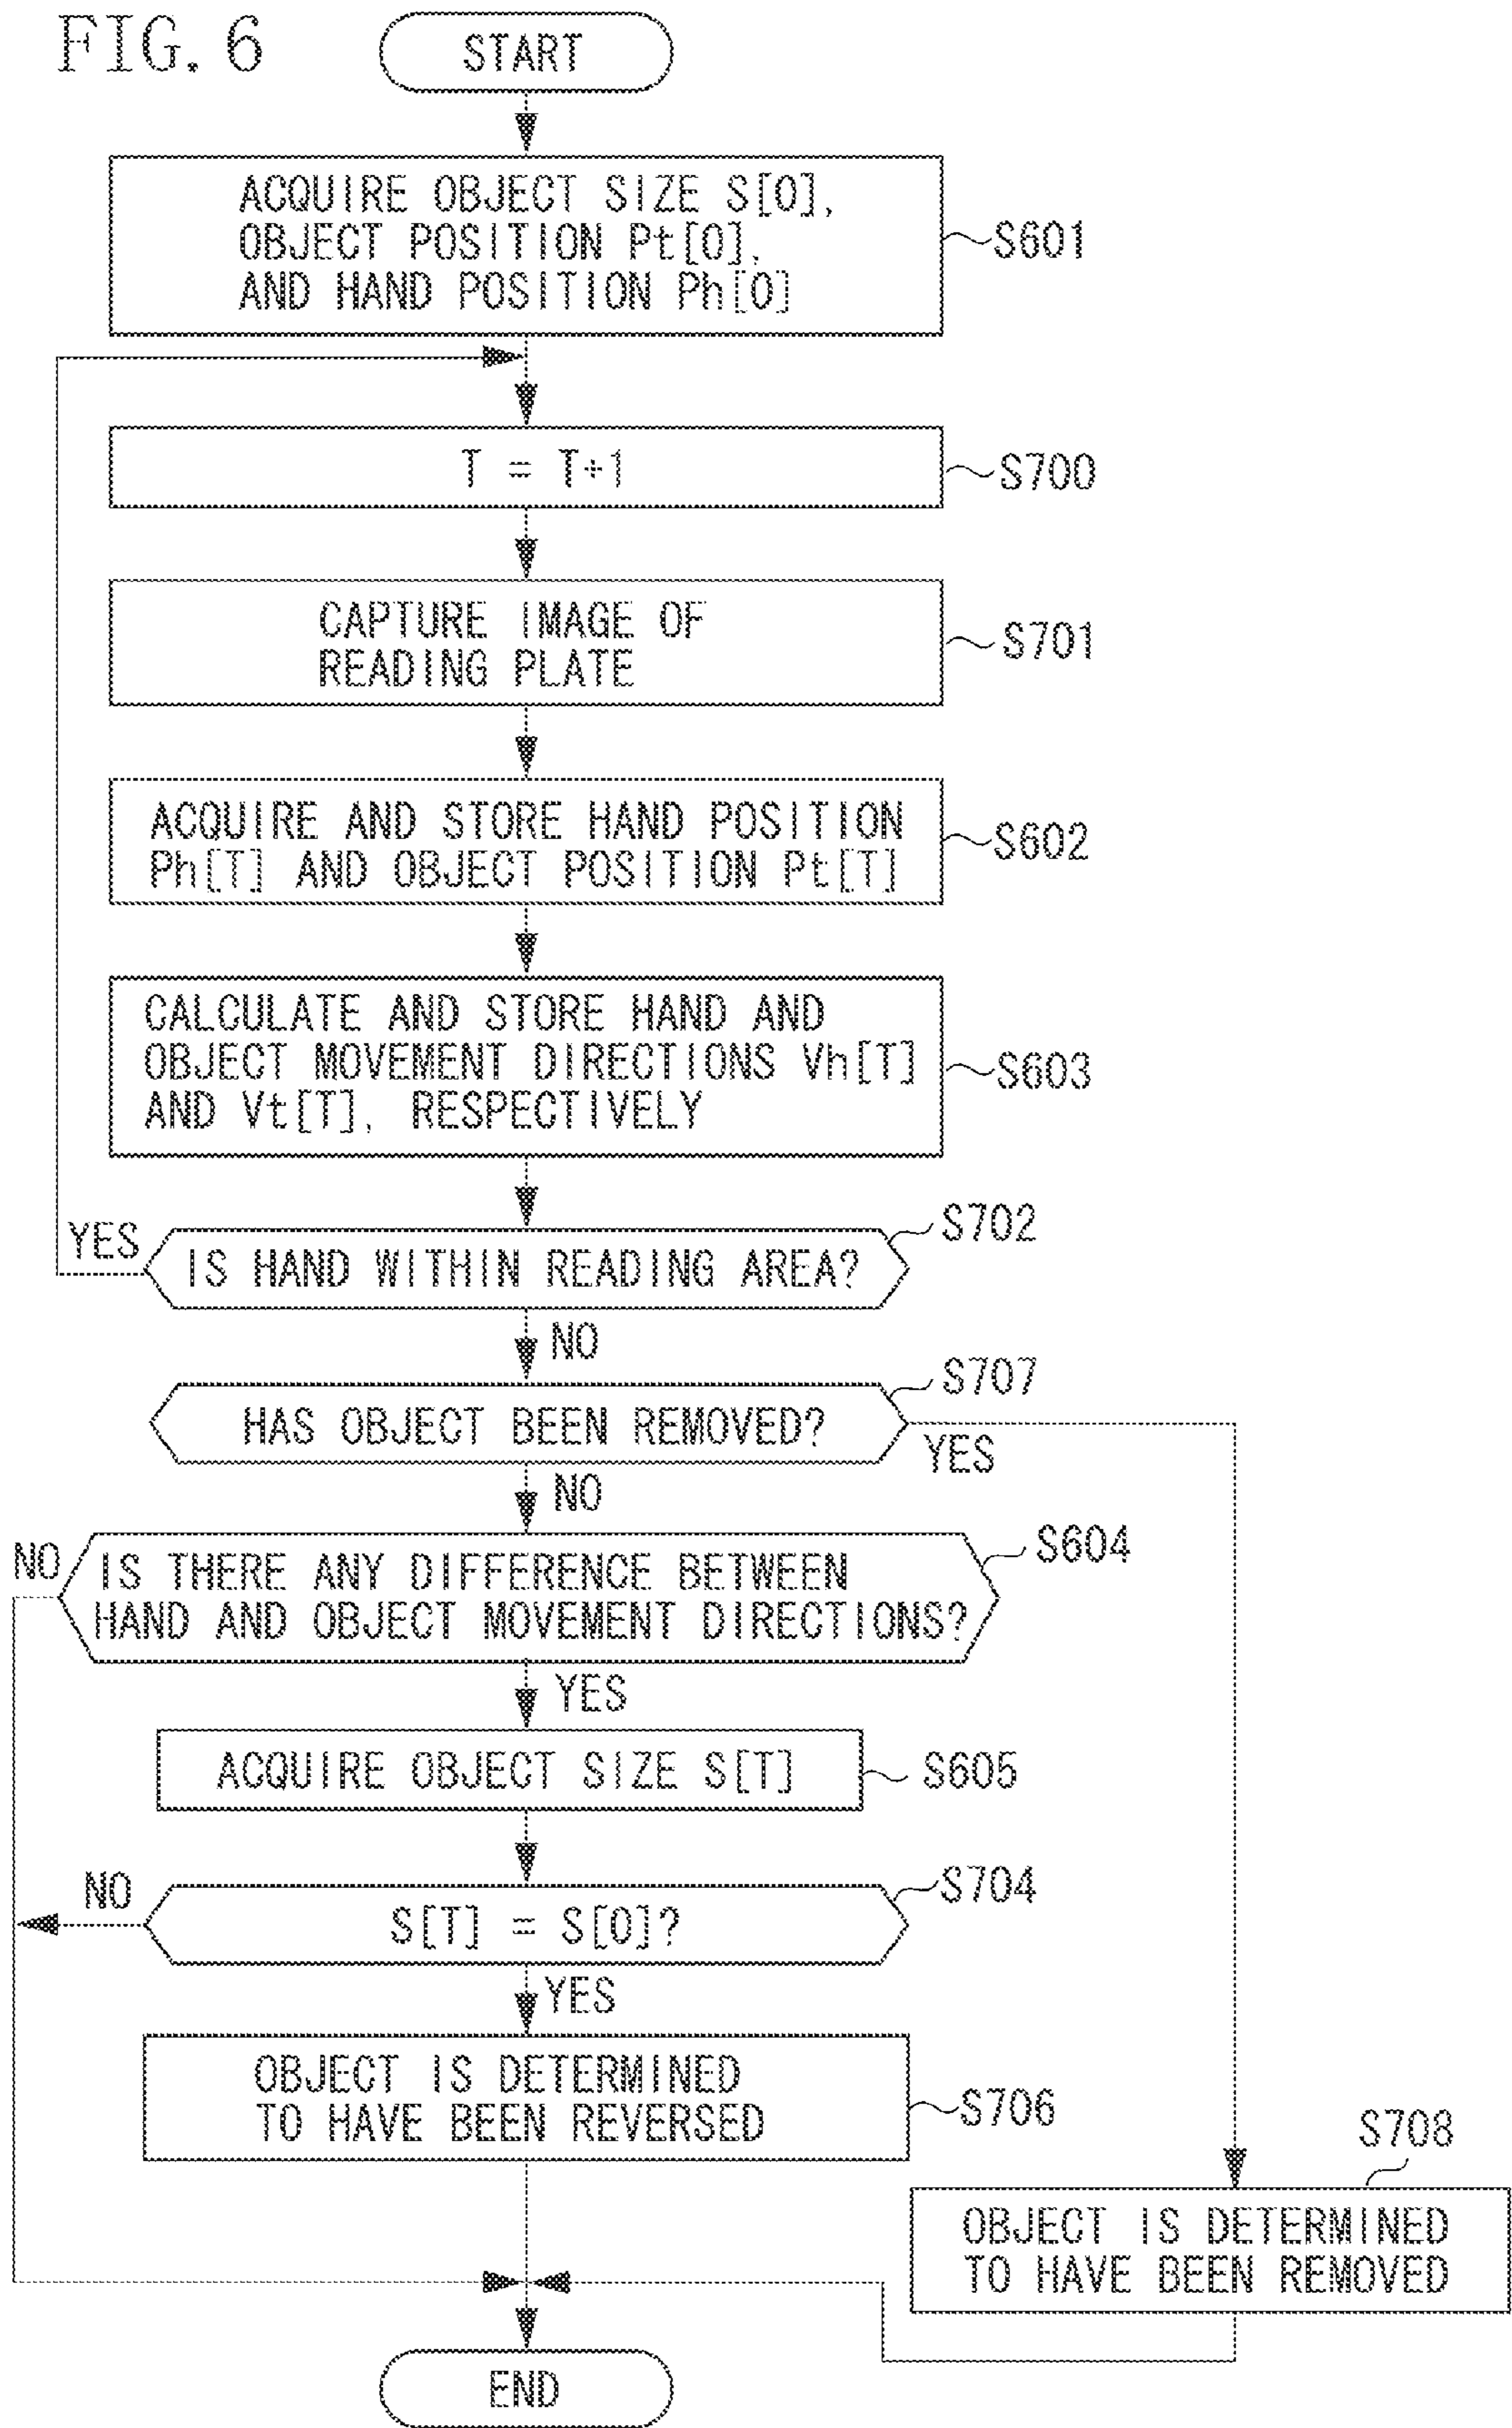 FIG. 6
START
ACQUIRE OBJECT SIZE S[0],
OBJECT POSITION Pt[0],
AND HAND POSITION Ph[0]
S601
T = T+1
S700
CAPTURE IMAGE OF
READING PLATE
S701
ACQUIRE AND STORE HAND POSITION
Ph[T] AND OBJECT POSITION Pt[T]
S602
CALCULATE AND STORE HAND AND
OBJECT MOVEMENT DIRECTIONS Vh[T]
AND Vt[T], RESPECTIVELY
S603
S702
YES
IS HAND WITHIN READING AREA?
NO
S707
HAS OBJECT BEEN REMOVED?
YES
NO
S604
NO
IS THERE ANY DIFFERENCE BETWEEN
HAND AND OBJECT MOVEMENT DIRECTIONS?
YES
ACQUIRE OBJECT SIZE S[T]
S605
S704
NO
S[T] = S[0]?
YES
OBJECT IS DETERMINED
TO HAVE BEEN REVERSED
S706
S708
OBJECT IS DETERMINED
TO HAVE BEEN REMOVED
END